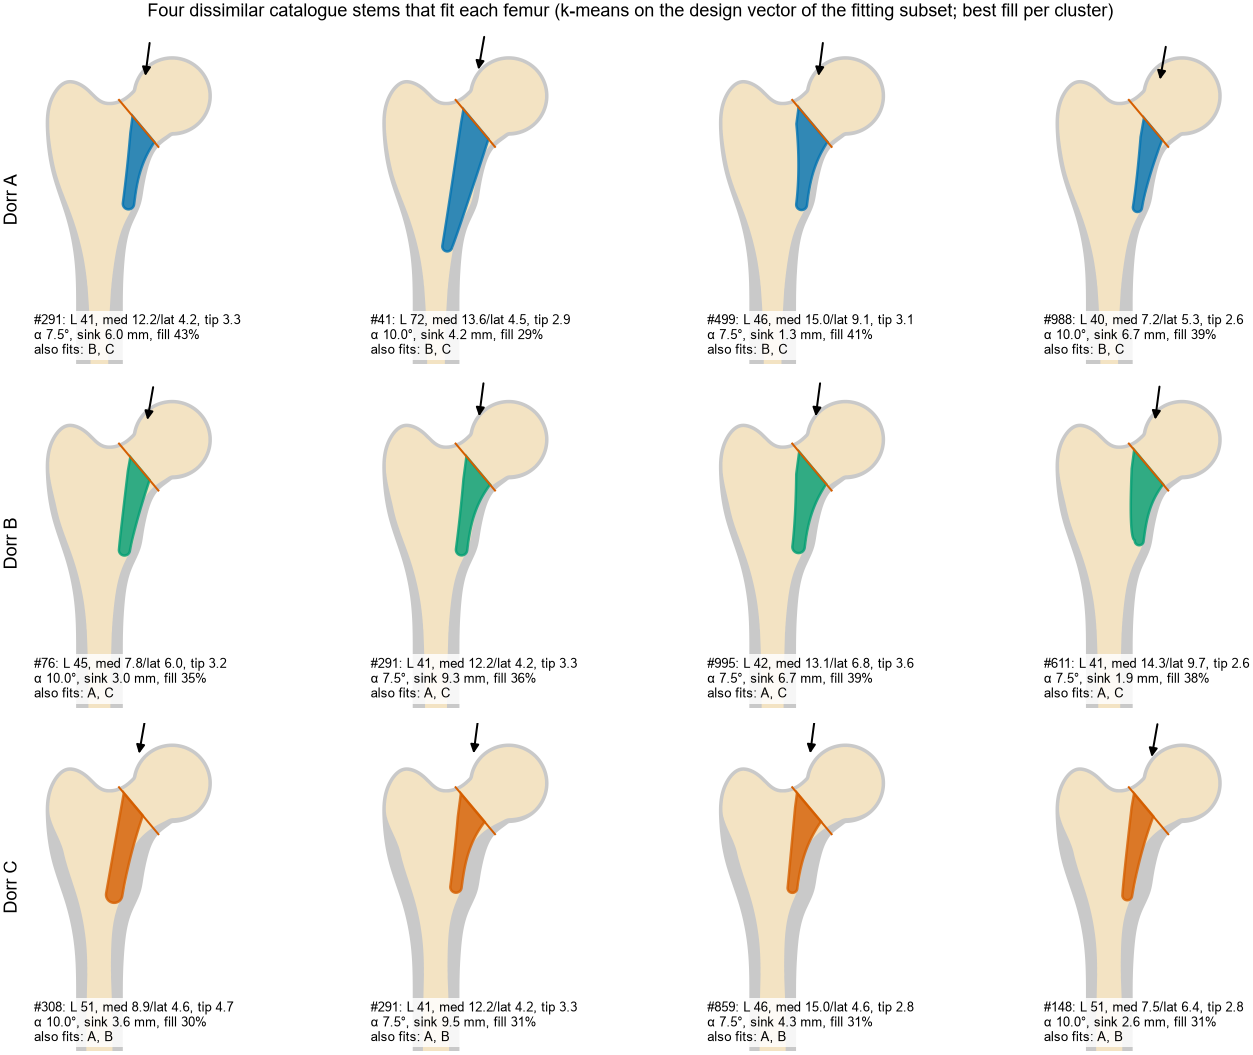 Four dissimilar catalogue stems that fit each femur (k-means on the design vector of the fitting subset; best fill per cluster)
Dorr A
#291: L 41, med 12.2/lat 4.2, tip 3.3
α 7.5°, sink 6.0 mm, fill 43%
also fits: B, C
#41: L 72, med 13.6/lat 4.5, tip 2.9
α 10.0°, sink 4.2 mm, fill 29%
also fits: B, C
#499: L 46, med 15.0/lat 9.1, tip 3.1
α 7.5°, sink 1.3 mm, fill 41%
also fits: B, C
#988: L 40, med 7.2/lat 5.3, tip 2.6
α 10.0°, sink 6.7 mm, fill 39%
also fits: B, C
Dorr B
#76: L 45, med 7.8/lat 6.0, tip 3.2
α 10.0°, sink 3.0 mm, fill 35%
also fits: A, C
#291: L 41, med 12.2/lat 4.2, tip 3.3
α 7.5°, sink 9.3 mm, fill 36%
also fits: A, C
#995: L 42, med 13.1/lat 6.8, tip 3.6
α 7.5°, sink 6.7 mm, fill 39%
also fits: A, C
#611: L 41, med 14.3/lat 9.7, tip 2.6
α 7.5°, sink 1.9 mm, fill 38%
also fits: A, C
Dorr C
#308: L 51, med 8.9/lat 4.6, tip 4.7
α 10.0°, sink 3.6 mm, fill 30%
also fits: A, B
#291: L 41, med 12.2/lat 4.2, tip 3.3
α 7.5°, sink 9.5 mm, fill 31%
also fits: A, B
#859: L 46, med 15.0/lat 4.6, tip 2.8
α 7.5°, sink 4.3 mm, fill 31%
also fits: A, B
#148: L 51, med 7.5/lat 6.4, tip 2.8
α 10.0°, sink 2.6 mm, fill 31%
also fits: A, B